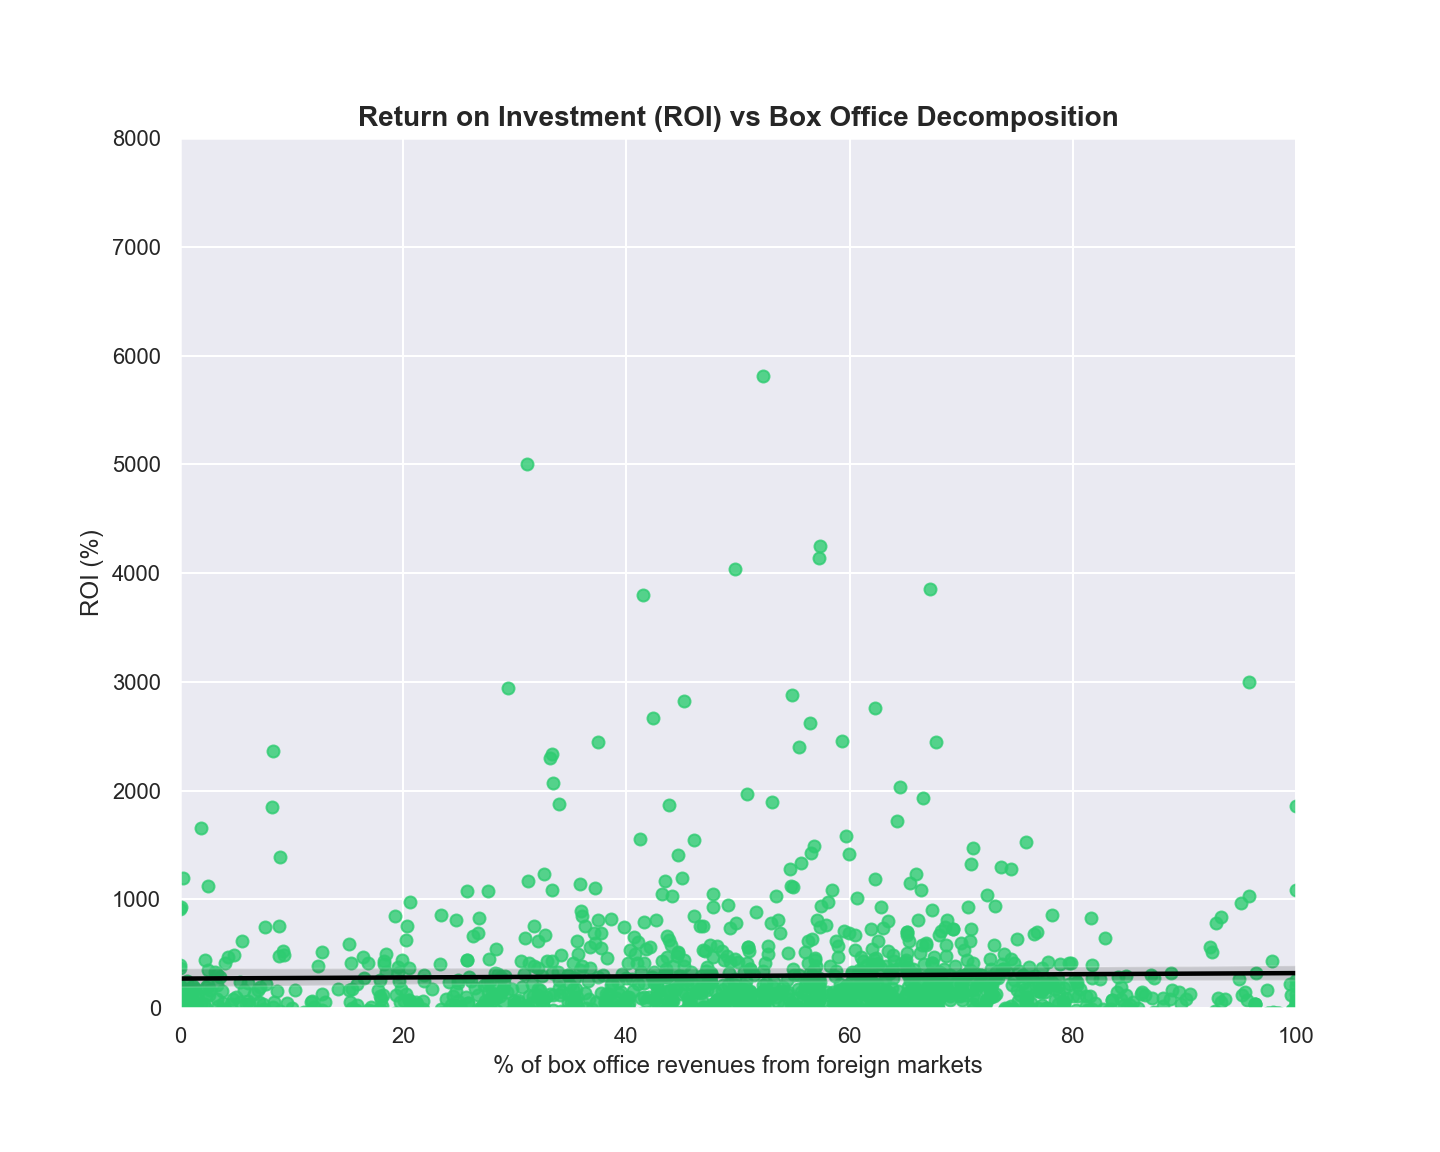 Return on Investment (ROI) vs Box Office Decomposition
8000
7000
6000
5000
4000
3000
2000
1000
0
ROI (%)
0 20 40 60 80 100
% of box office revenues from foreign markets